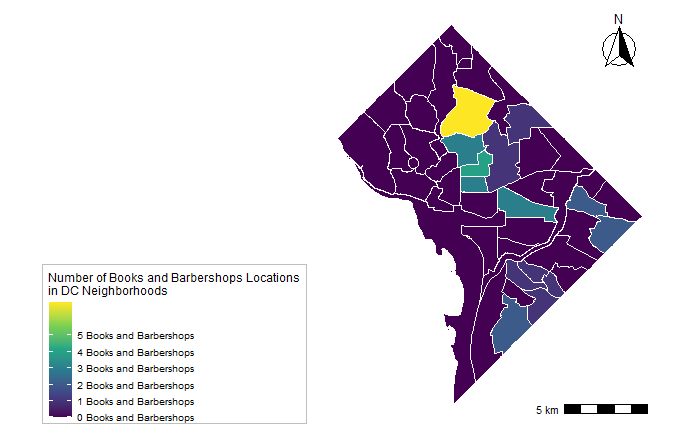 N
Number of Books and Barbershops Locations
in DC Neighborhoods
5 Books and Barbershops
4 Books and Barbershops
3 Books and Barbershops
2 Books and Barbershops
1 Books and Barbershops
0 Books and Barbershops
5 km